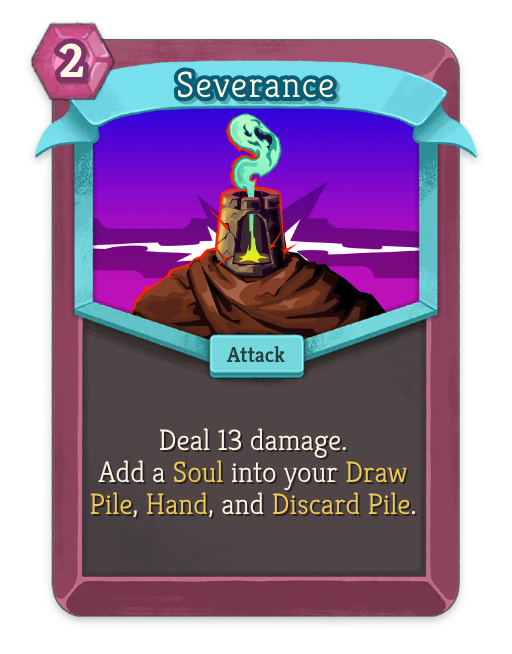 2
Severance
Attack
Deal 13 damage.
Add a Soul into your Draw
Pile, Hand, and Discard Pile.